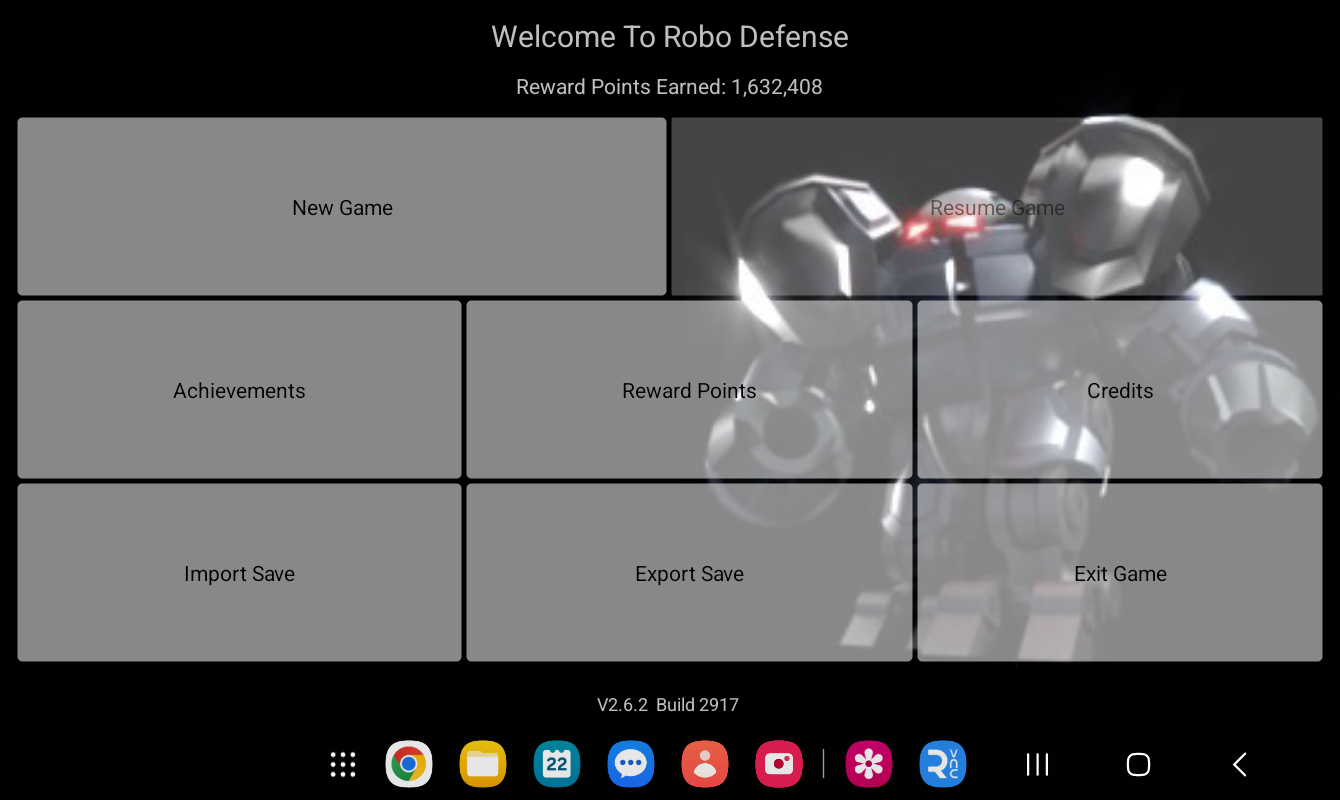 Welcome To Robo Defense
Reward Points Earned: 1,632,408
New Game
Resume Game
Achievements
Reward Points
Credits
Import Save
Export Save
Exit Game
V2.6.2 Build 2917
22
R VNC